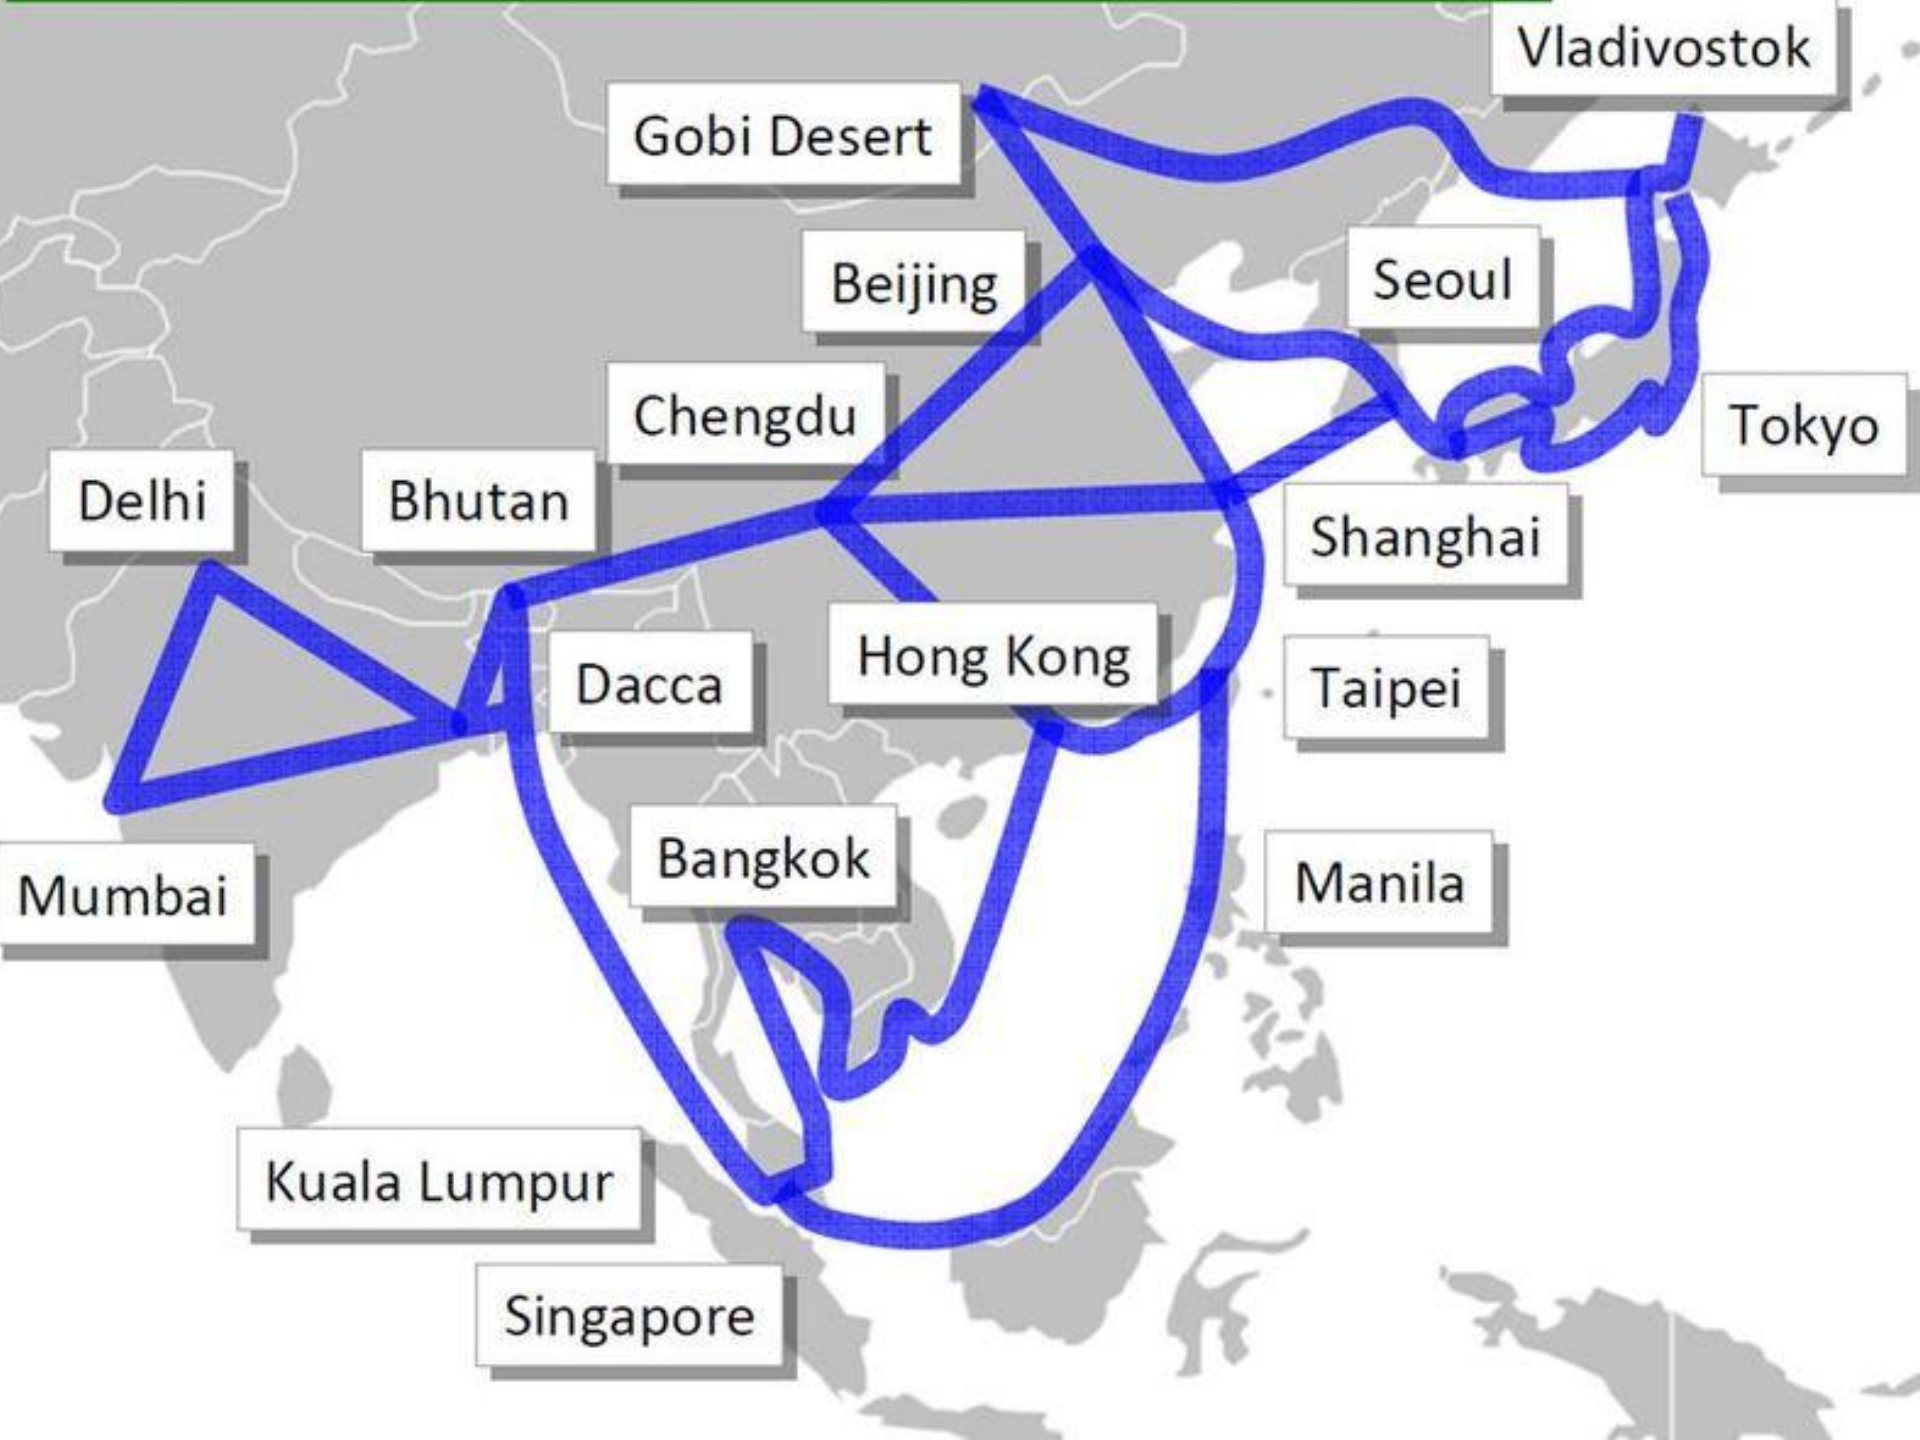 Vladivostok
Gobi Desert
Beijing
Seoul
Chengdu
Tokyo
Delhi
Bhutan
Shanghai
Hong Kong
Dacca
Taipei
Bangkok
Manila
Mumbai
Kuala Lumpur
Singapore